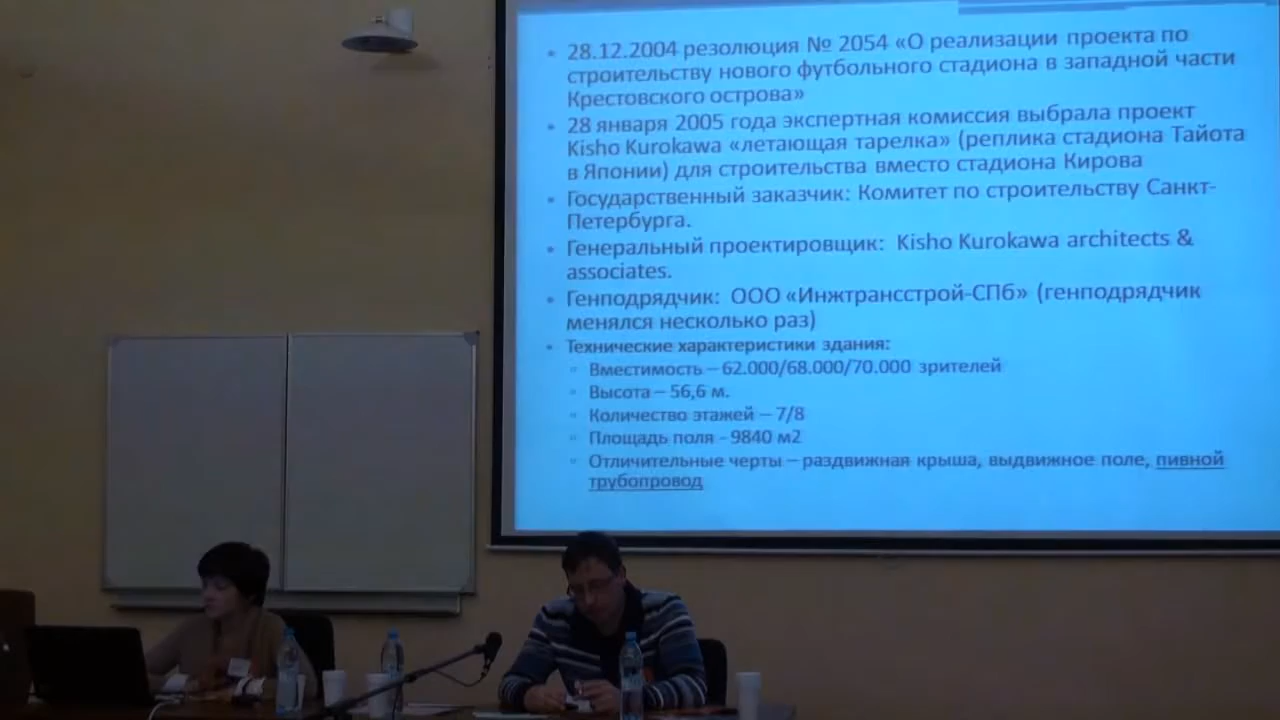 28.12.2004 резолюция № 2054 «О реализации проекта по
строительству нового футбольного стадиона в западной части
Крестовского острова»
28 января 2005 года экспертная комиссия выбрала проект
Kisho Kurokawa «летающая тарелка» (реплика стадиона Тайота
в Японии) для строительства вместо стадиона Кирова
Государственный заказчик: Комитет по строительству Санкт-
Петербурга.
Генеральный проектировщик: Kisho Kurokawa architects &
associates.
Генподрядчик: ООО «Инжтрансстрой-СПб» (генподрядчик
менялся несколько раз)
Технические характеристики здания:
Вместимость – 62.000/68.000/70.000 зрителей
Высота – 56,6 м.
Количество этажей – 7/8
Площадь поля - 9840 м2
Отличительные черты – раздвижная крыша, выдвижное поле, пивной
трубопровод